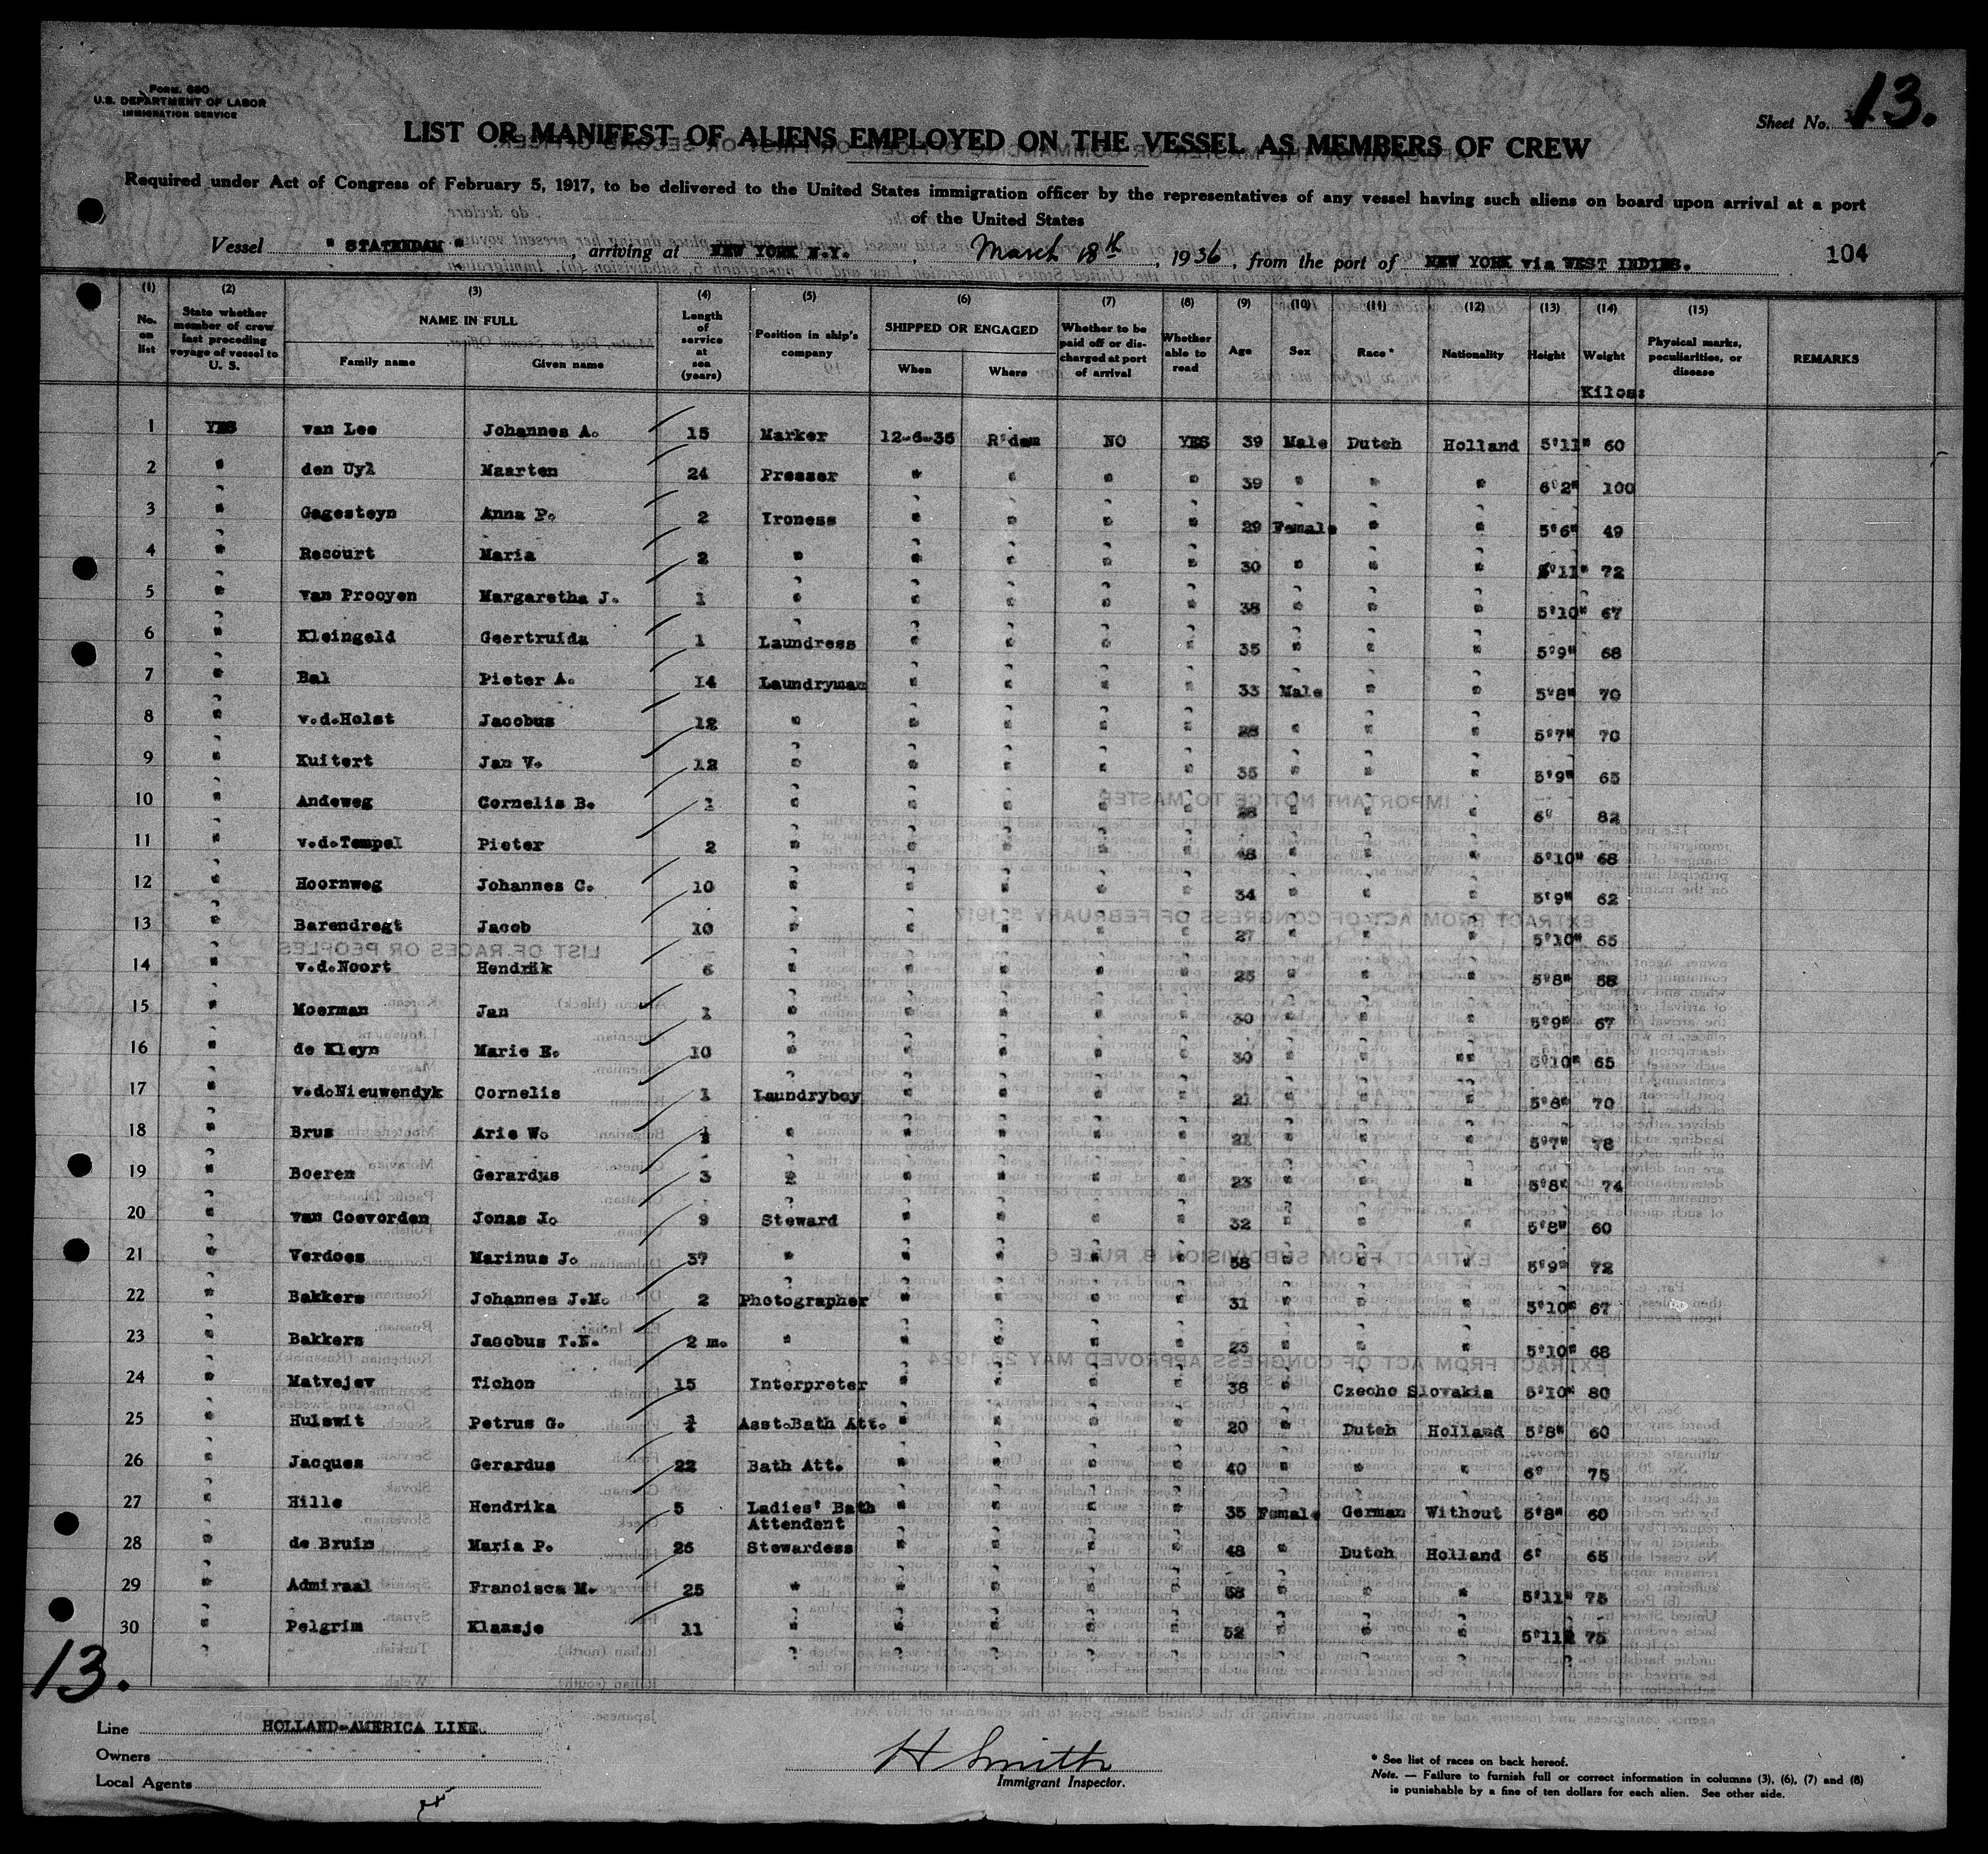 Form 680
U.S. DEPARTMENT OF LABOR
IMMIGRATION SERVICE
Sheet No. 13.
LIST OR MANIFEST OF ALIENS EMPLOYED ON THE VESSEL AS MEMBERS OF CREW
Required under Act of Congress of February 5, 1917, to be delivered to the United States immigration officer by the representatives of any vessel having such aliens on board upon arrival at a port
of the United States
Vessel " STATENDAM ", arriving at NEW YORK N.Y., March 18th, 1936, from the port of NEW YORK via WEST INDIES. 104
(1) (2) (3) (4) (5) (6) (7) (8) (9) (10) (11) (12) (13) (14) (15)
No. on list State whether member of crew last preceding voyage of vessel to U. S. NAME IN FULL Family name Given name Length of service at sea (years) Position in ship's company SHIPPED OR ENGAGED When Where Whether to be paid off or discharged at port of arrival Whether able to read Age Sex Race * Nationality Height Weight Physical marks, peculiarities, or disease REMARKS
Kilos:
1 YES van Lee Johannes A. 15 Marker 12-6-35 R'dam NO YES 39 Male Dutch Holland 5'11" 60
2 " den Uyl Maarten 24 Presser " " " " 39 " " " 6'2" 100
3 " Gagesteyn Anna P. 2 Ironess " " " " 29 Female " " 5'6" 49
4 " Recourt Maria 2 " " " " " 30 " " " 5'11" 72
5 " van Prooyen Margaretha J. 1 " " " " " 38 " " " 5'10" 67
6 " Kleingeld Geertruida 1 Laundress " " " " 35 " " " 5'9" 68
7 " Bal Pieter A. 14 Laundryman " " " " 33 Male " " 5'8" 70
8 " v.d.Holst Jacobus 12 " " " " " 28 " " " 5'7" 70
9 " Kuitert Jan V. 12 " " " " " 35 " " " 5'9" 65
10 " Andeweg Cornelis B. 1 " " " " " 28 " " " 6' 82
11 " v.d.Tempel Pieter 2 " " " " " 48 " " " 5'10" 68
12 " Hoornweg Johannes C. 10 " " " " " 34 " " " 5'9" 62
13 " Barendregt Jacob 10 " " " " " 27 " " " 5'10" 65
14 " v.d.Noort Hendrik 6 " " " " " 25 " " " 5'8" 58
15 " Moerman Jan 1 " " " " " 30 " " " 5'9" 67
16 " de Kleyn Marie E. 10 " " " " " 30 " " " 5'10" 65
17 " v.d.Nieuwendyk Cornelis 1 Laundryboy " " " " 21 " " " 5'8" 70
18 " Brus Arie W. ½ " " " " " 21 " " " 5'7" 78
19 " Boeren Gerardus 3 " " " " " 23 " " " 5'8" 74
20 " van Coevorden Jonas J. 9 Steward " " " " 32 " " " 5'8" 60
21 " Verdoes Marinus J. 37 " " " " " 58 " " " 5'9" 72
22 " Bakkers Johannes J.M. 2 Photographer " " " " 31 " " " 5'10" 67
23 " Bakkers Jacobus T.N. 2 m. " " " " " 23 " " " 5'10" 68
24 " Matvejev Tichon 15 Interpreter " " " " 38 " Czecho Slovakia 5'10" 80
25 " Hulswit Petrus G. Asst.Bath Att. " " " " 20 " Dutch Holland 5'8" 60
26 " Jacques Gerardus 22 Bath Att. " " " " 40 " " " 6' 75
27 " Hille Hendrika 5 Ladies' Bath Attendent " " " " 35 Female German Without 5'8" 60
28 " de Bruin Maria P. 26 Stewardess " " " " 48 " Dutch Holland 6' 65
29 " Admiraal Francisca M. 25 " " " " " 58 " " " 5'11" 75
30 " Pelgrim Klaasje 11 " " " " " 52 " " " 5'11" 75
13.
Line HOLLAND-AMERICA LINE.
Owners
Local Agents
H Smith
Immigrant Inspector.
* See list of races on back hereof.
Note. — Failure to furnish full or correct information in columns (3), (6), (7) and (8)
is punishable by a fine of ten dollars for each alien. See other side.